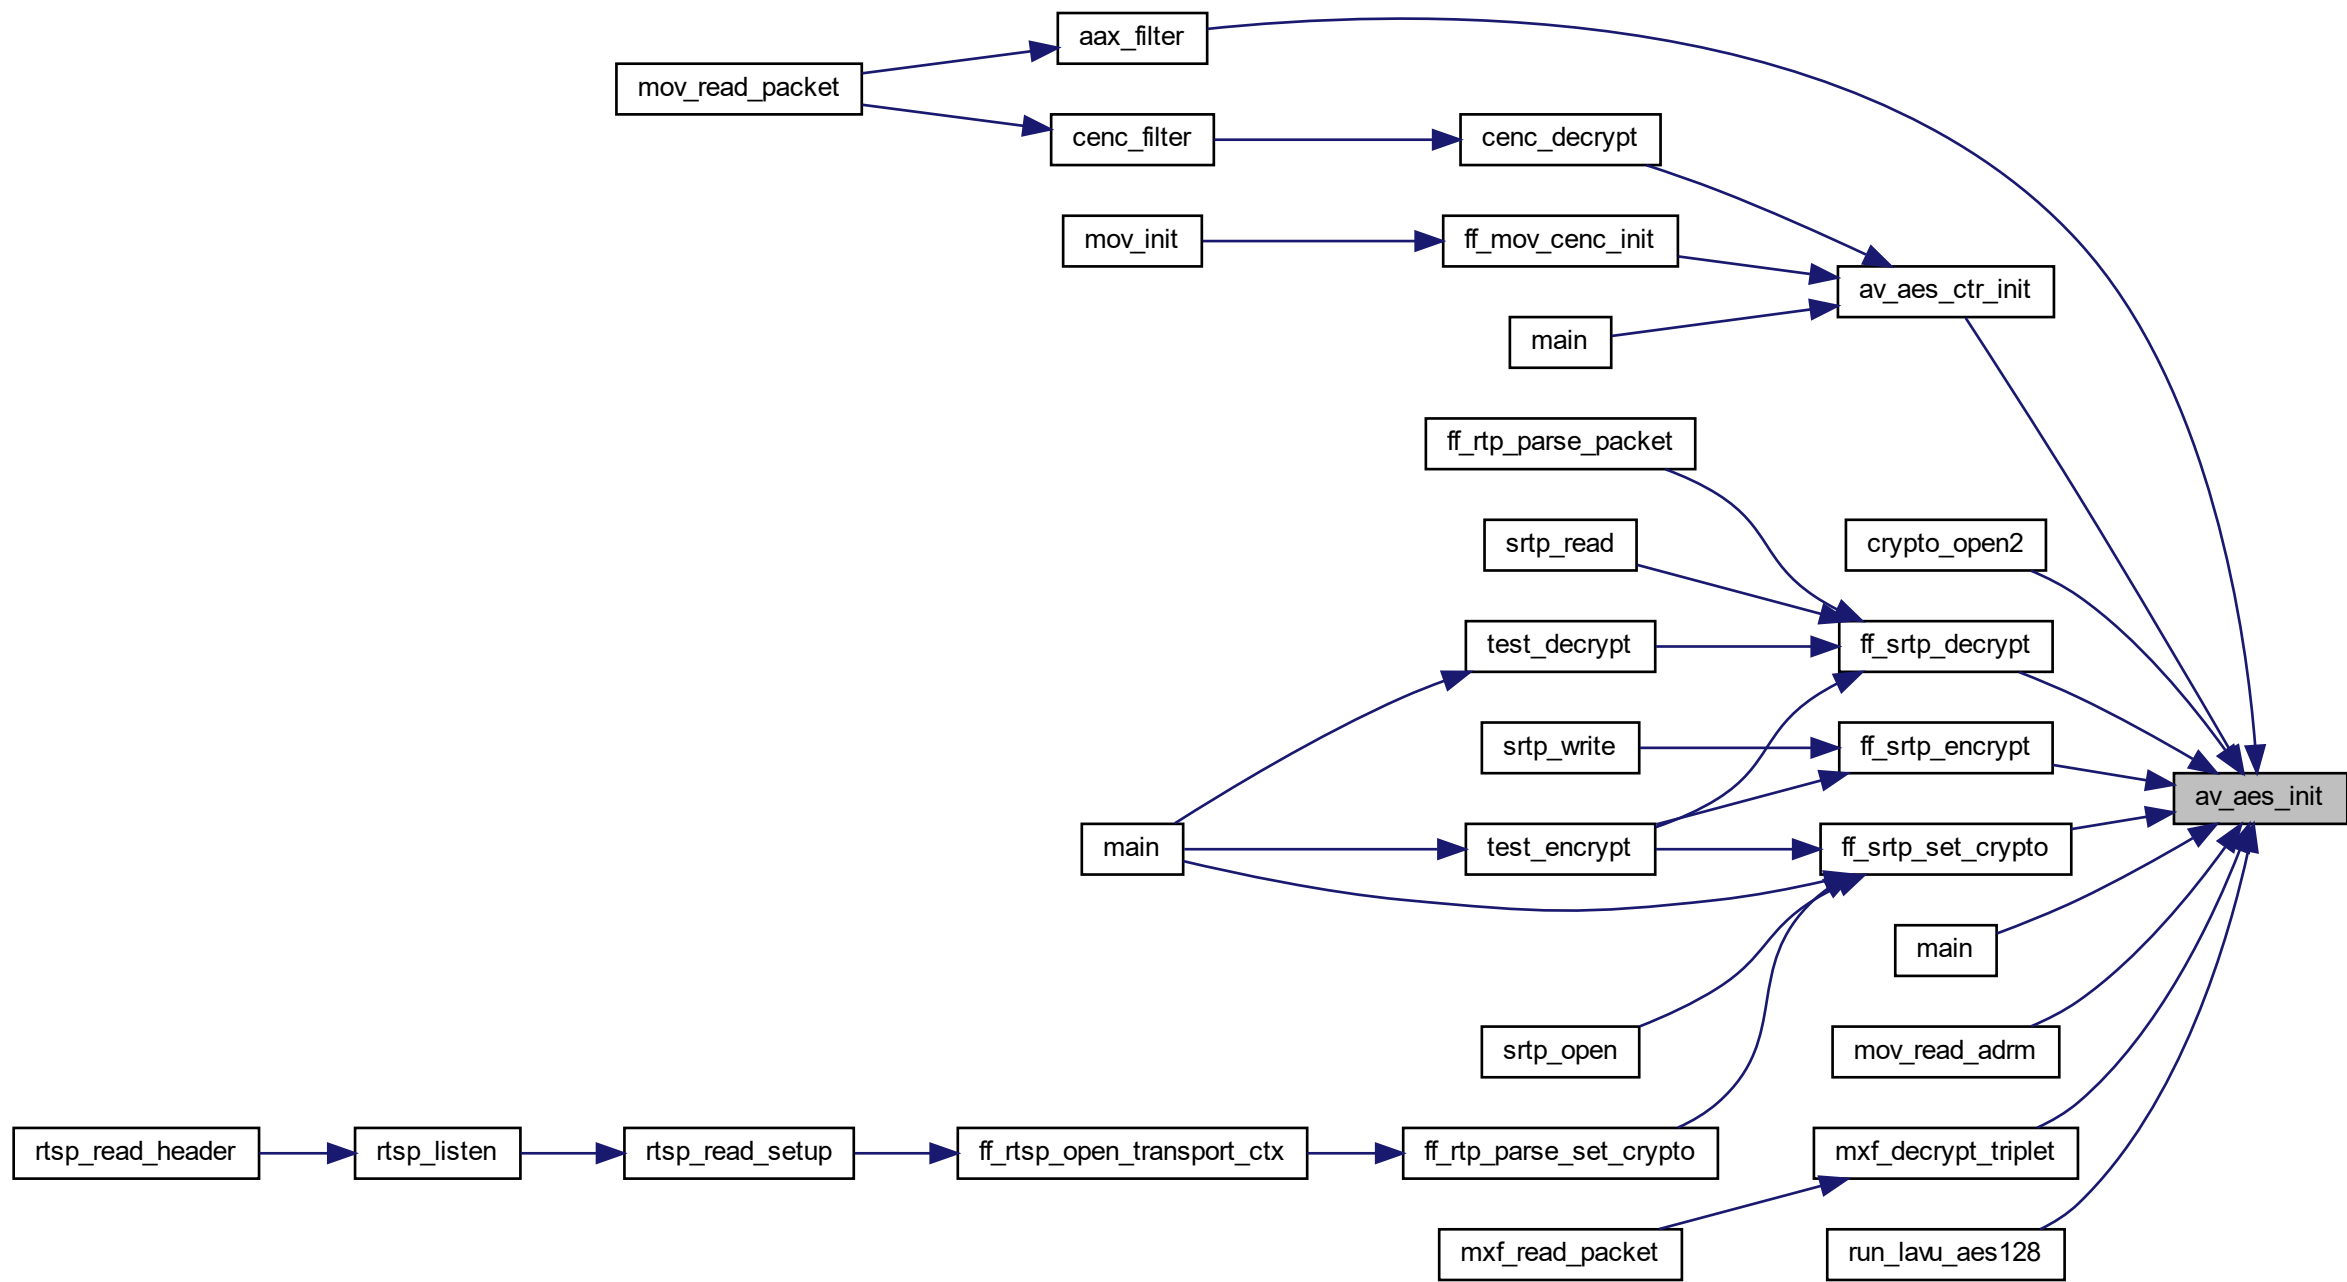 aax_filter
mov_read_packet
cenc_filter
cenc_decrypt
mov_init
ff_mov_cenc_init
av_aes_ctr_init
main
ff_rtp_parse_packet
srtp_read
crypto_open2
test_decrypt
ff_srtp_decrypt
srtp_write
ff_srtp_encrypt
av_aes_init
main
test_encrypt
ff_srtp_set_crypto
main
srtp_open
mov_read_adrm
rtsp_read_header
rtsp_listen
rtsp_read_setup
ff_rtsp_open_transport_ctx
ff_rtp_parse_set_crypto
mxf_decrypt_triplet
mxf_read_packet
run_lavu_aes128